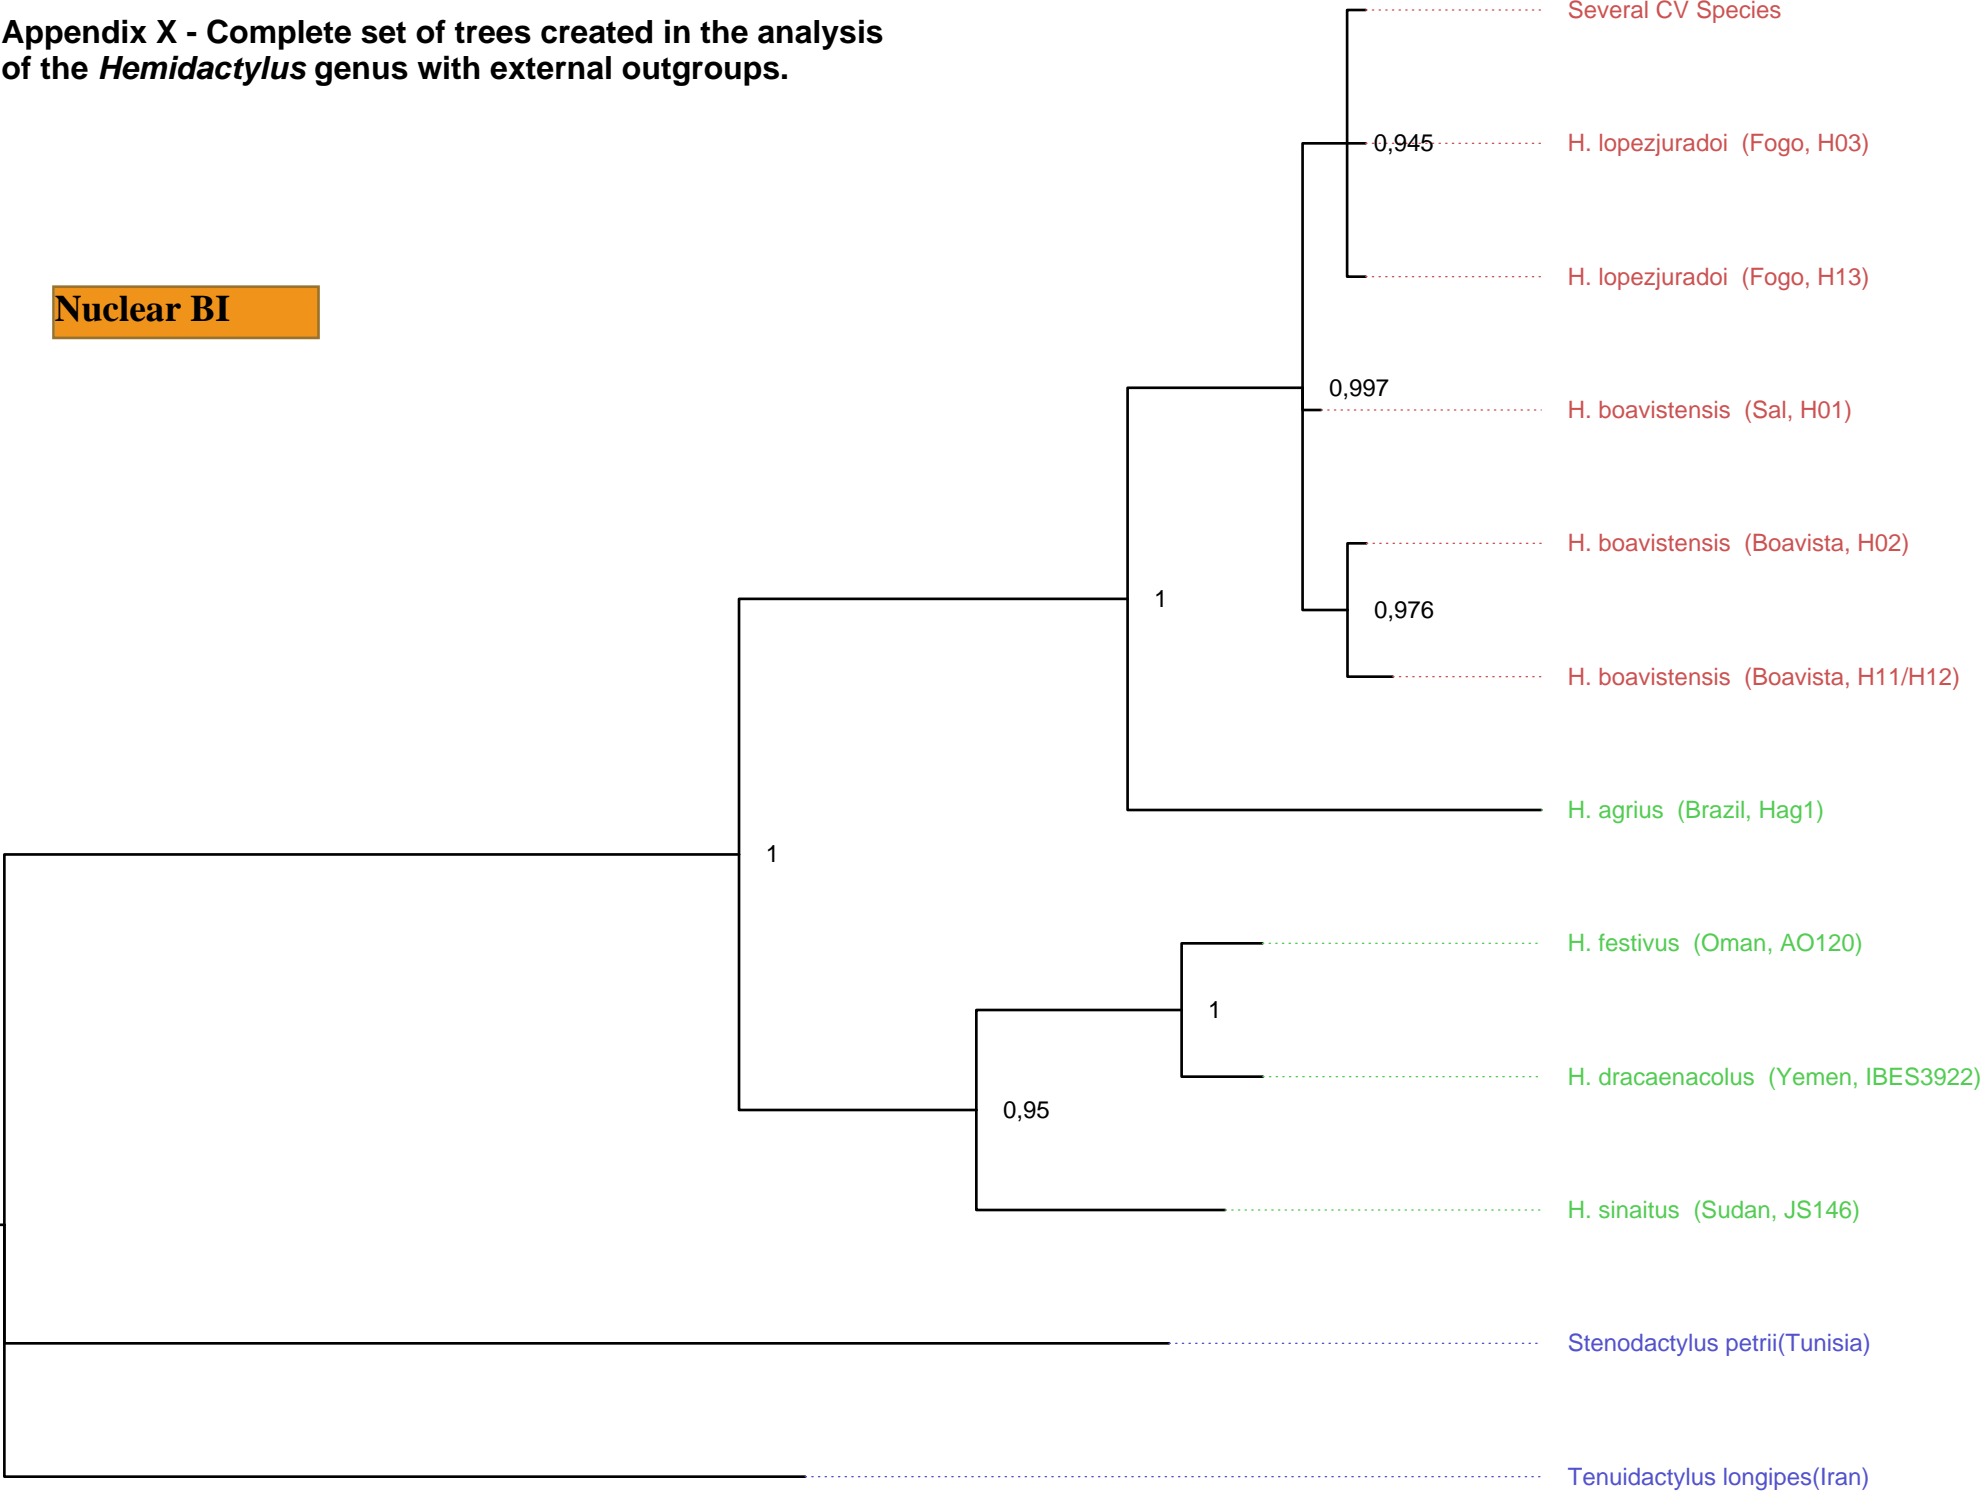 Appendix X - Complete set of trees created in the analysis
of the Hemidactylus genus with external outgroups.
Nuclear BI
Several CV Species
0,945
H. lopezjuradoi (Fogo, H03)
H. lopezjuradoi (Fogo, H13)
0,997
H. boavistensis (Sal, H01)
H. boavistensis (Boavista, H02)
1
0,976
H. boavistensis (Boavista, H11/H12)
H. agrius (Brazil, Hag1)
1
H. festivus (Oman, AO120)
1
H. dracaenacolus (Yemen, IBES3922)
0,95
H. sinaitus (Sudan, JS146)
Stenodactylus petrii(Tunisia)
Tenuidactylus longipes(Iran)